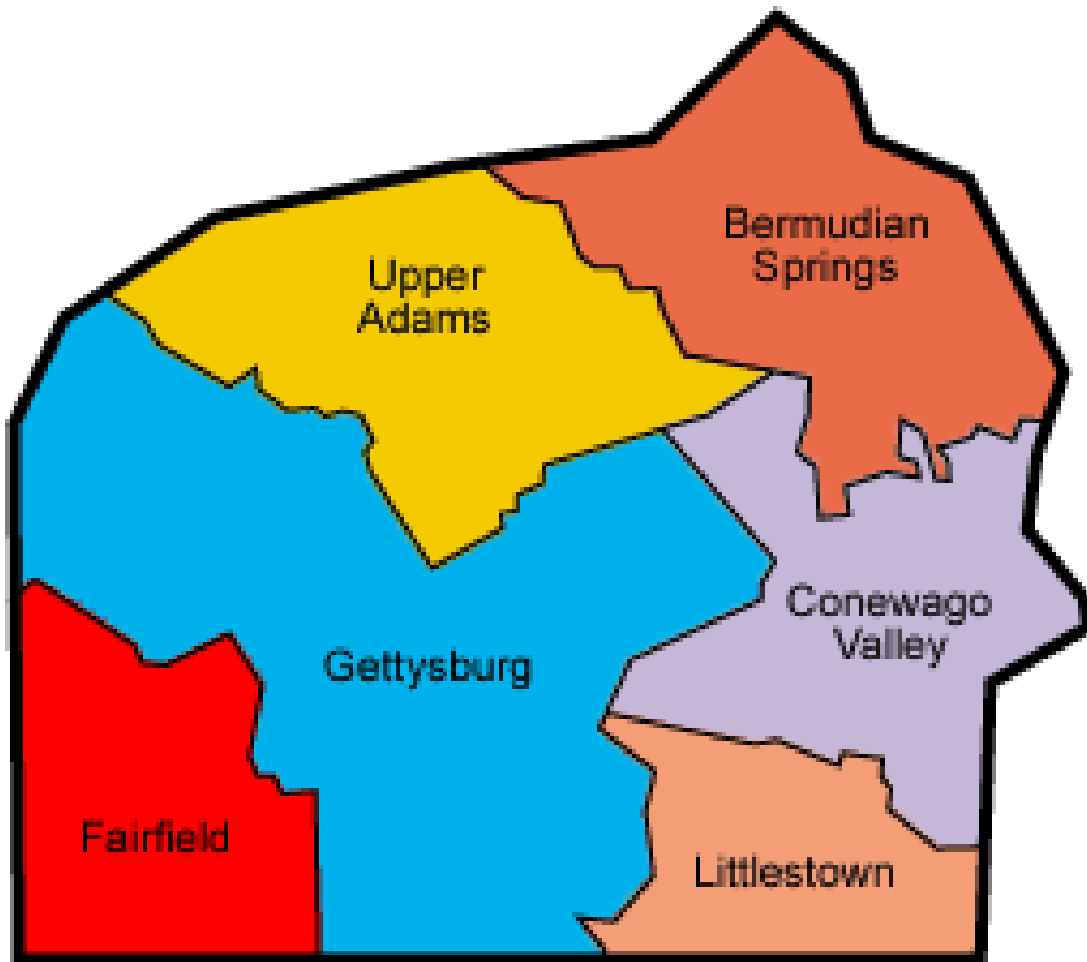 Bermudian
Springs
Upper
Adams
Conewago
Valley
Gettysburg
Fairfield
Littlestown